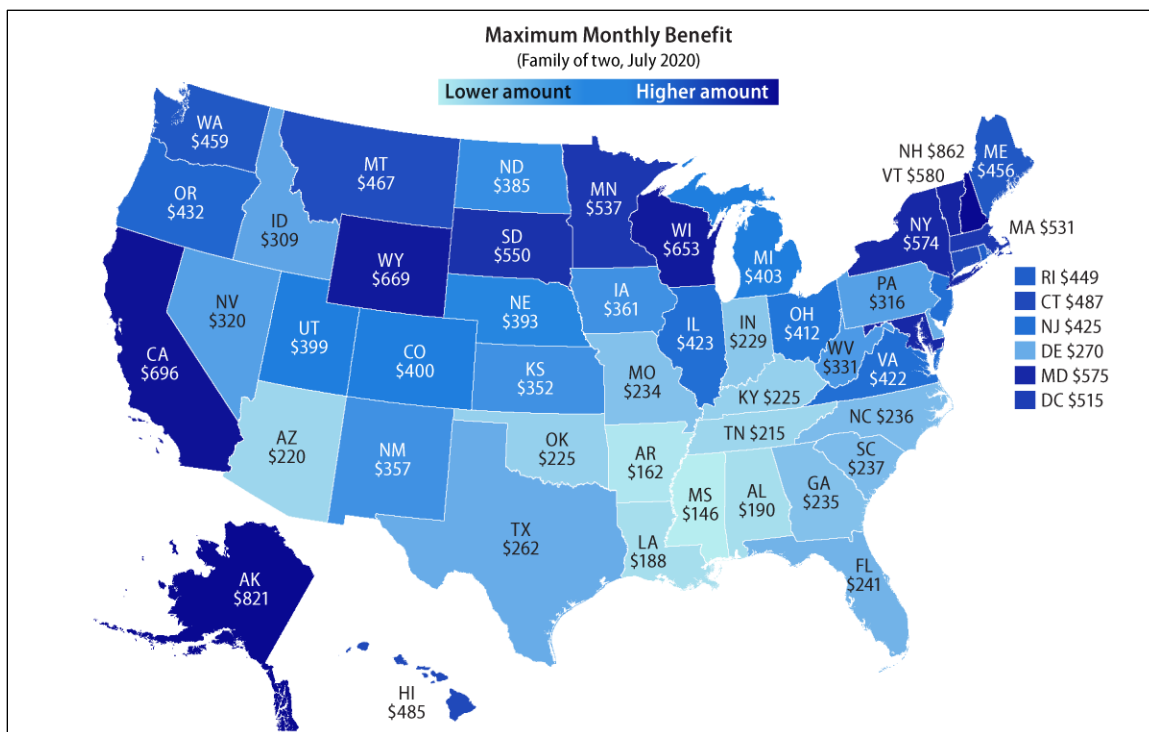 Maximum Monthly Benefit
(Family of two, July 2020)
Lower amount Higher amount
WA
$459
MT
$467
ND
$385
MN
$537
NH $862
VT $580
ME
$456
OR
$432
ID
$309
SD
$550
WI
$653
NY
$574
MA $531
WY
$669
MI
$403
RI $449
CT $487
NJ $425
DE $270
MD $575
DC $515
NV
$320
NE
$393
IA
$361
PA
$316
CA
$696
UT
$399
CO
$400
KS
$352
IL
$423
IN
$229
OH
$412
WV
$331
VA
$422
MO
$234
KY $225
AZ
$220
NM
$357
OK
$225
AR
$162
TN $215
NC $236
SC
$237
MS
$146
AL
$190
GA
$235
TX
$262
LA
$188
FL
$241
AK
$821
HI
$485